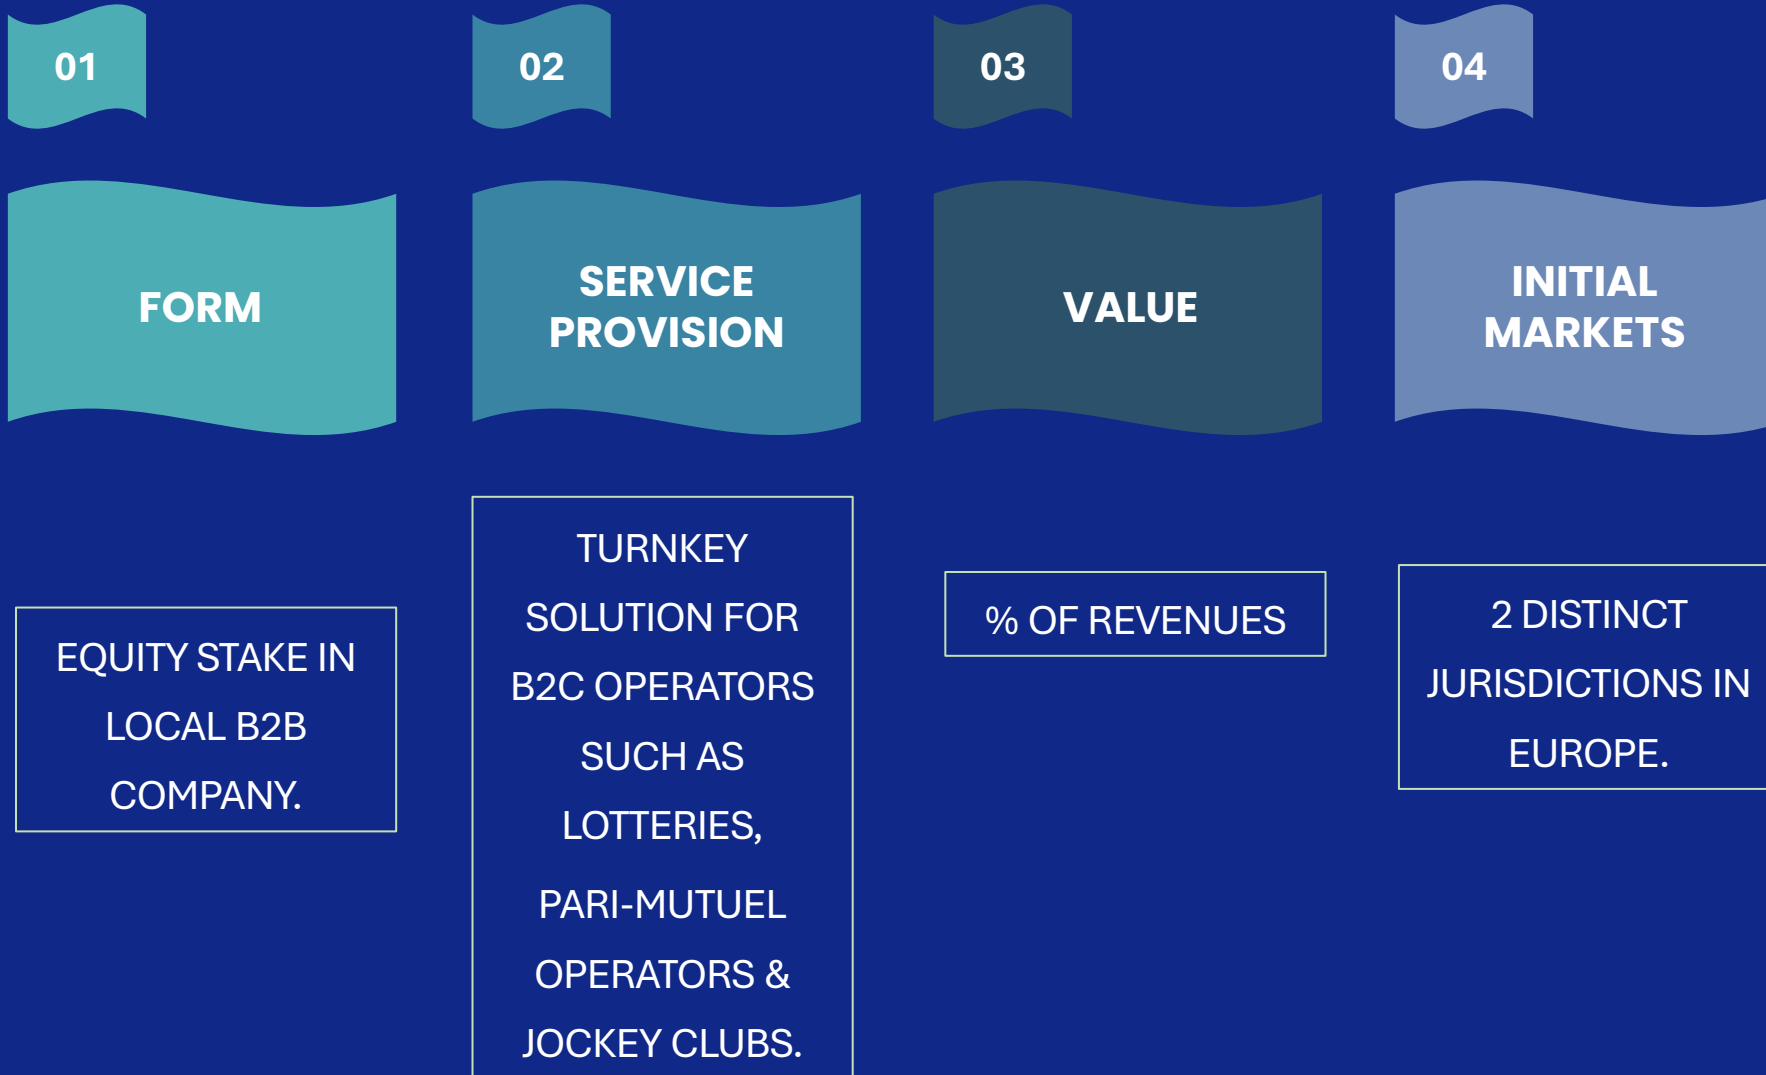 01
FORM
EQUITY STAKE IN
LOCAL B2B
COMPANY.
02
SERVICE
PROVISION
TURNKEY
SOLUTION FOR
B2C OPERATORS
SUCH AS
LOTTERIES,
PARI-MUTUEL
OPERATORS &
JOCKEY CLUBS.
03
VALUE
% OF REVENUES
04
INITIAL
MARKETS
2 DISTINCT
JURISDICTIONS IN
EUROPE.